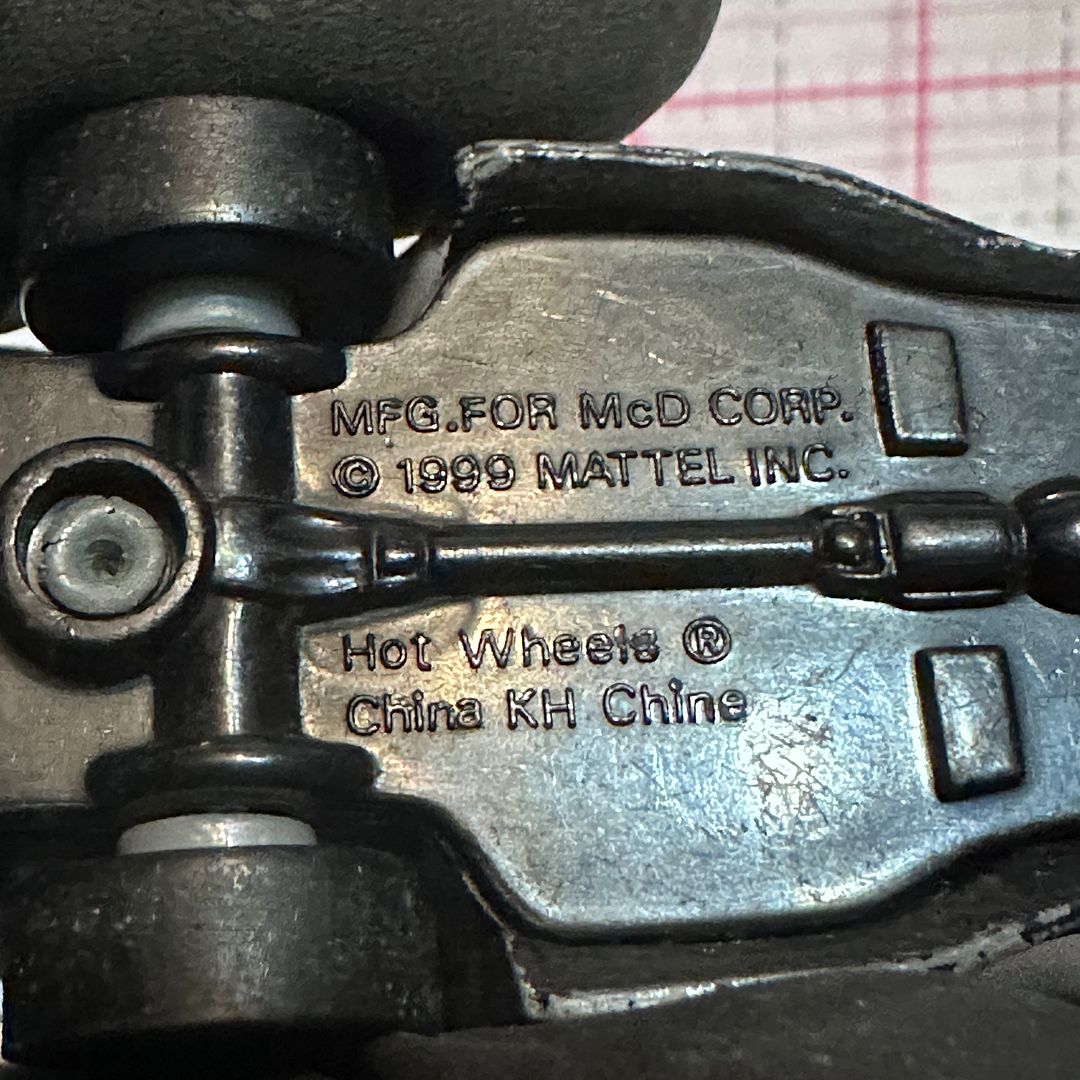 MFG.FOR McD CORP.
© 1999 MATTEL INC.
Hot Wheels ®
China KH Chine